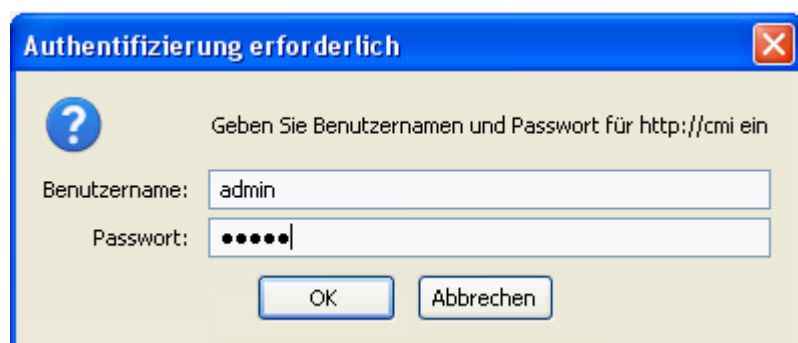 Authentifizierung erforderlich
Geben Sie Benutzernamen und Passwort für http://cmi ein
Benutzername: admin
Passwort: •••••
OK Abbrechen